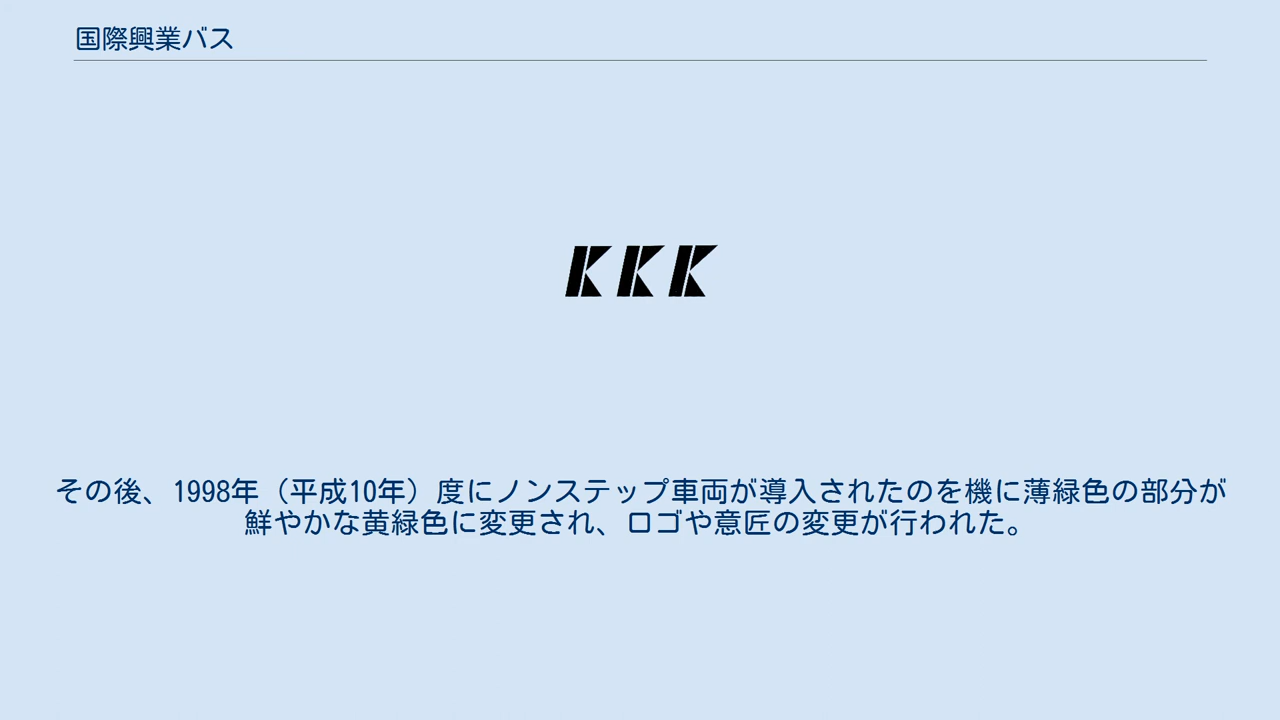 国際興業バス
KKK
その後、1998年（平成10年）度にノンステップ車両が導入されたのを機に薄緑色の部分が
鮮やかな黄緑色に変更され、ロゴや意匠の変更が行われた。